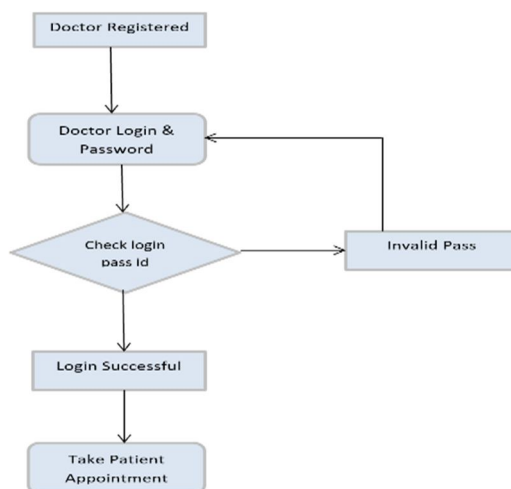 Doctor Registered
Doctor Login &
Password
Check login
pass id
Invalid Pass
Login Successful
Take Patient
Appointment